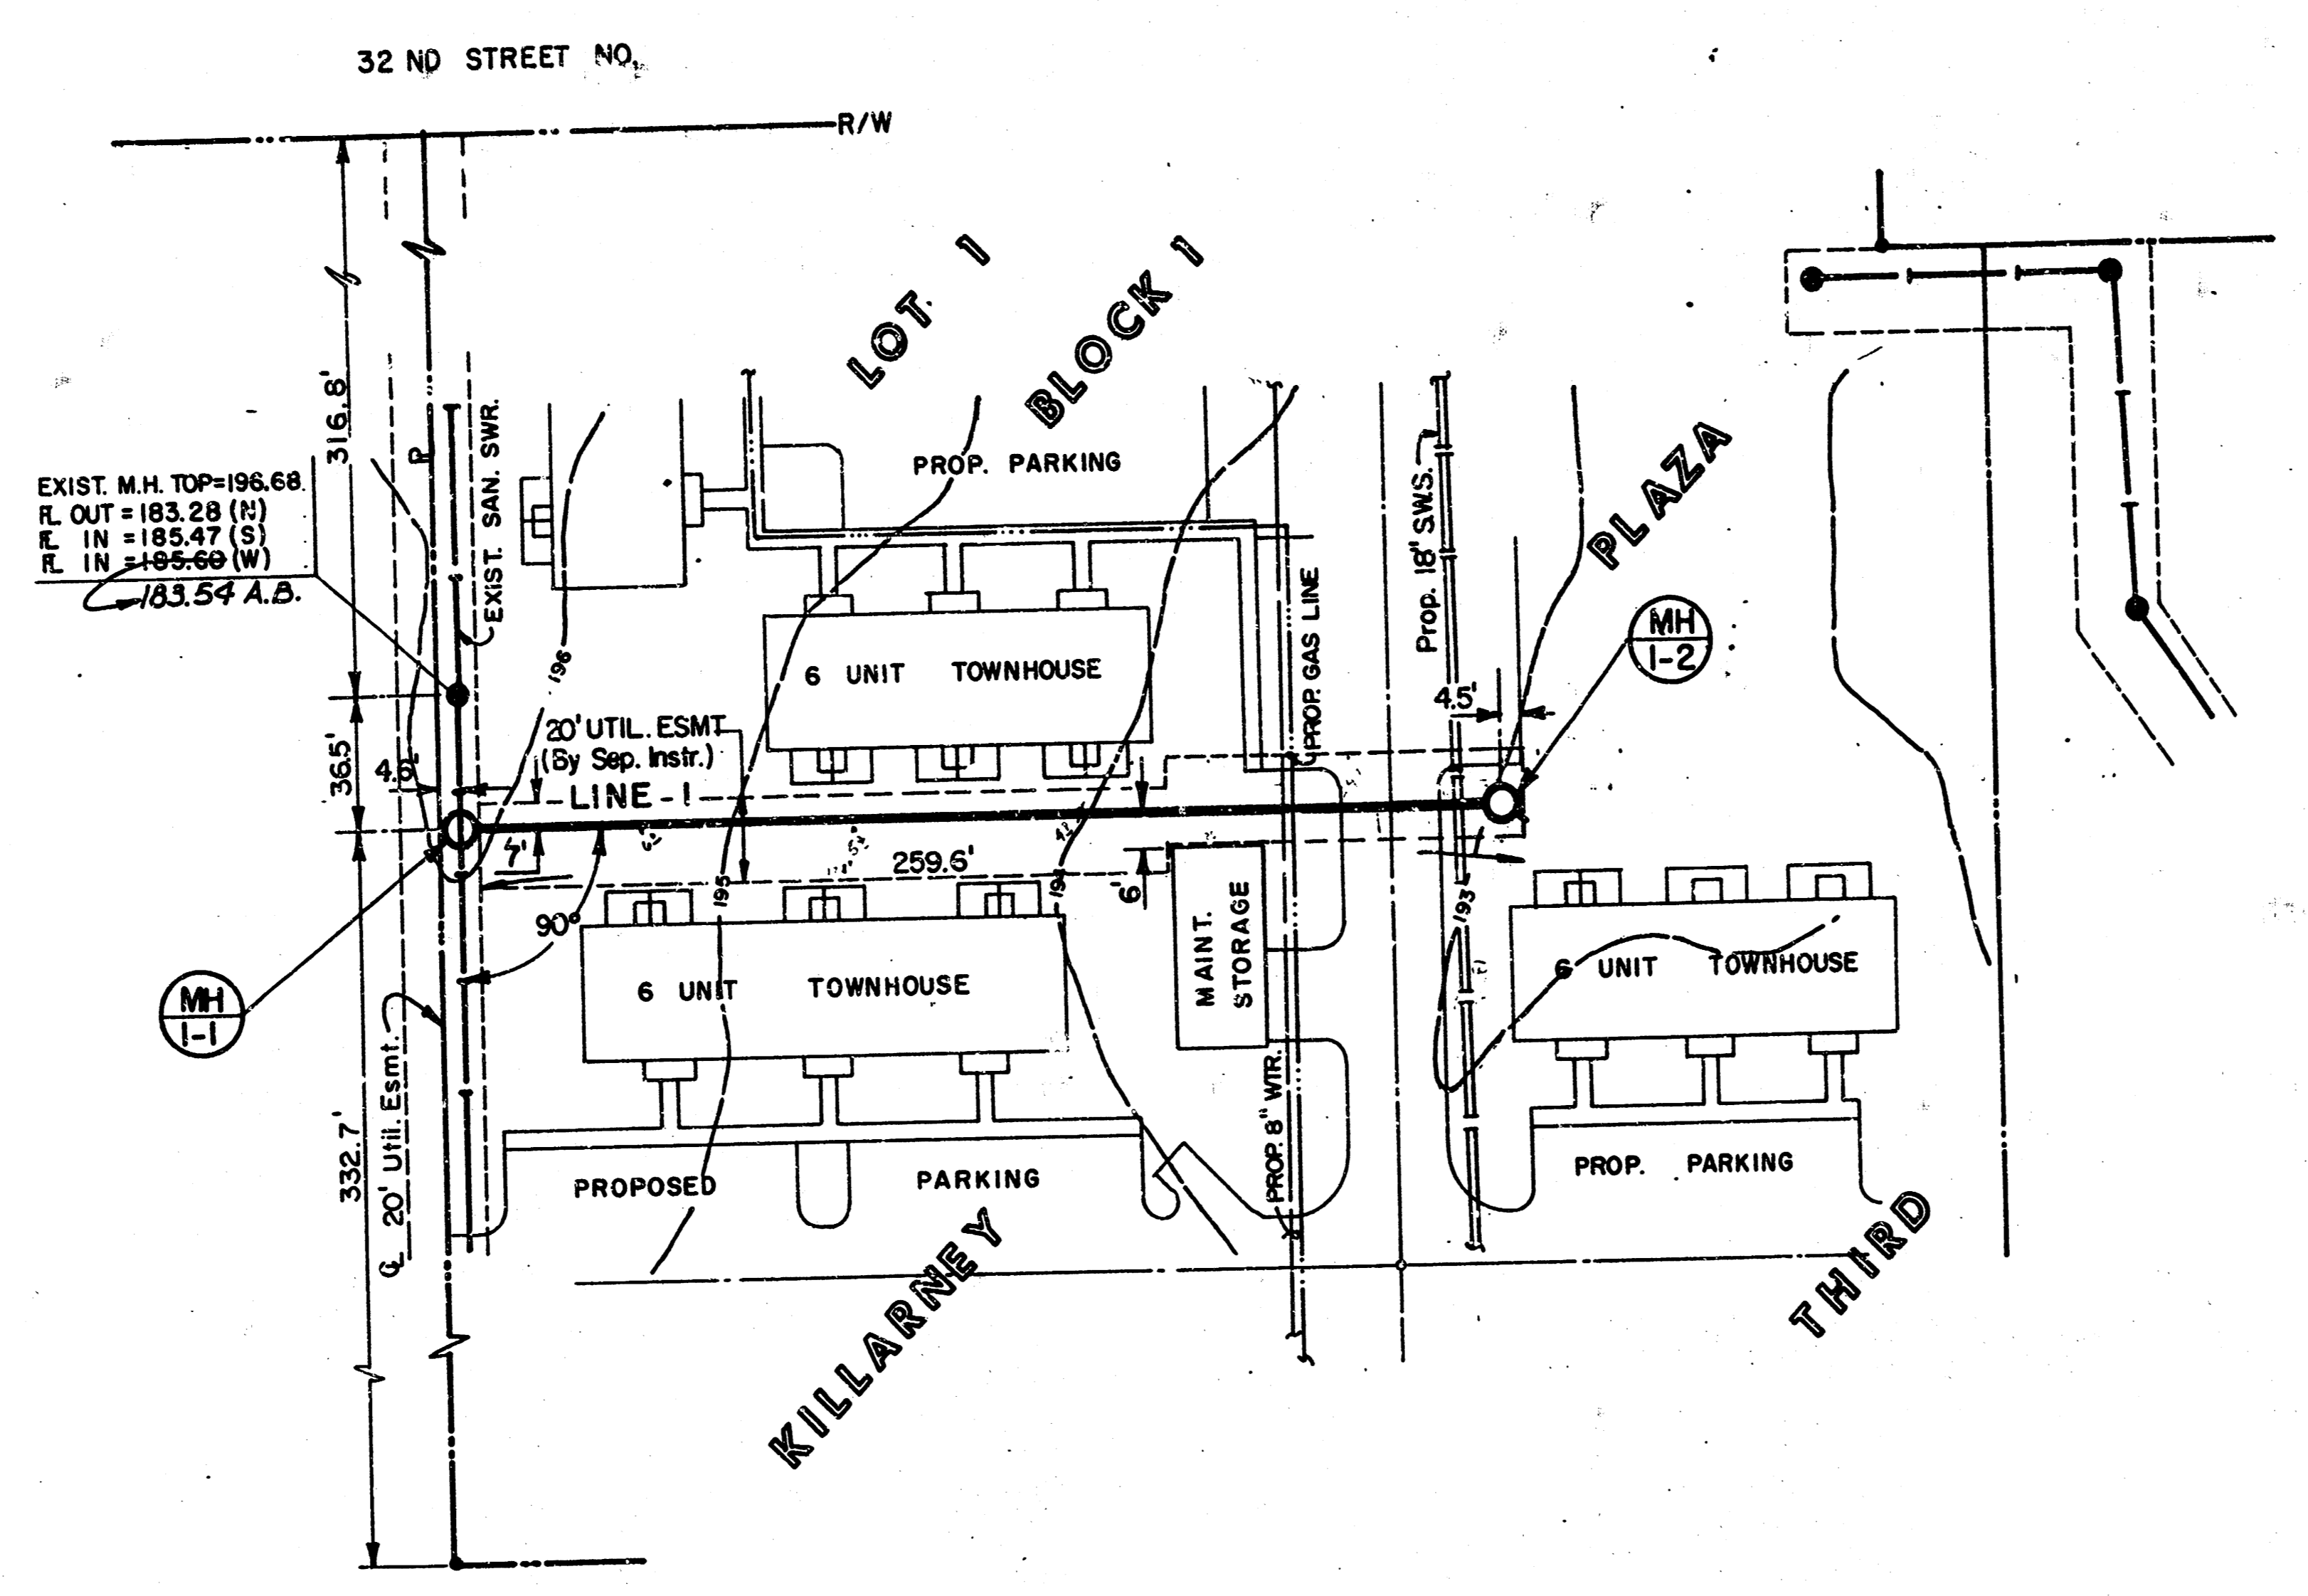 32 ND STREET NO.
R/W
LOT 1
BLOCK 1
316.8'
EXIST. SAN. SWR.
PROP. PARKING
EXIST. M.H. TOP=196.68
FL OUT = 183.28 (N)
FL IN = 185.47 (S)
FL IN = 185.60 (W)
183.54 A.B.
Prop. 18" S.W.S.
PLAZA
PROP. GAS LINE
196
6 UNIT TOWNHOUSE
MH
1-2
4.5'
20' UTIL. ESMT.
(By Sep. Instr.)
36.5'
LINE - 1
7'
259.6'
6'
195
193
90°
MAINT.
STORAGE
6 UNIT TOWNHOUSE
6 UNIT TOWNHOUSE
MH
1-1
332.7'
℄ 20' Util. Esmt.
PROP. 8" WTR.
PROPOSED PARKING
PROP. PARKING
KILLARNEY
THIRD